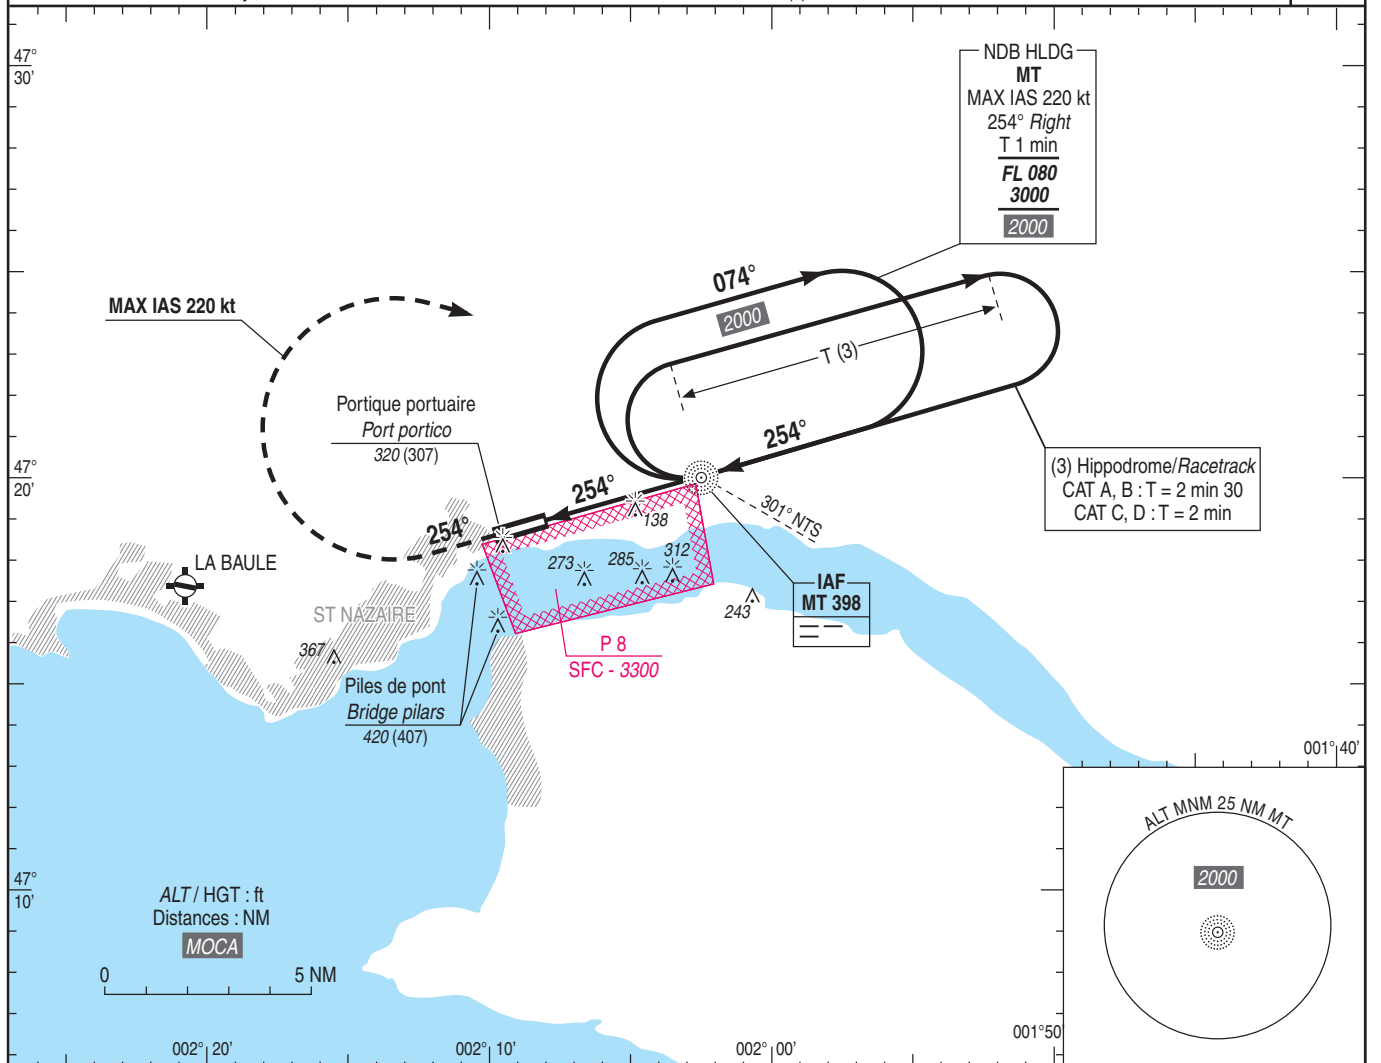 47°
30'
NDB HLDG
MT
MAX IAS 220 kt
254° Right
T 1 min
FL 080
3000
2000
074°
2000
MAX IAS 220 kt
T (3)
Portique portuaire
Port portico
320 (307)
254°
(3) Hippodrome/Racetrack
CAT A, B : T = 2 min 30
CAT C, D : T = 2 min
47°
20'
254°
301° NTS
254°
138
LA BAULE
273
285
312
IAF
MT 398
243
ST NAZAIRE
367
P 8
SFC - 3300
Piles de pont
Bridge pilars
420 (407)
001° 40'
ALT MNM 25 NM MT
2000
47°
10'
ALT / HGT : ft
Distances : NM
MOCA
0 5 NM
001° 50'
002° 20'
002° 10'
002° 00'